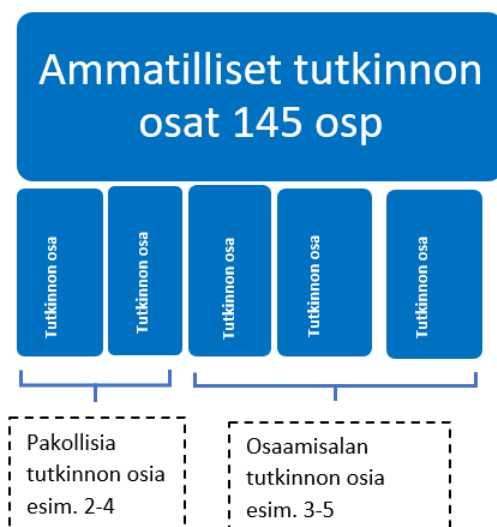 Ammatilliset tutkinnon
osat 145 osp
Tutkinnon osa
Tutkinnon osa
Tutkinnon osa
Tutkinnon osa
Tutkinnon osa
Pakollisia
tutkinnon osia
esim. 2-4
Osaamisalan
tutkinnon osia
esim. 3-5